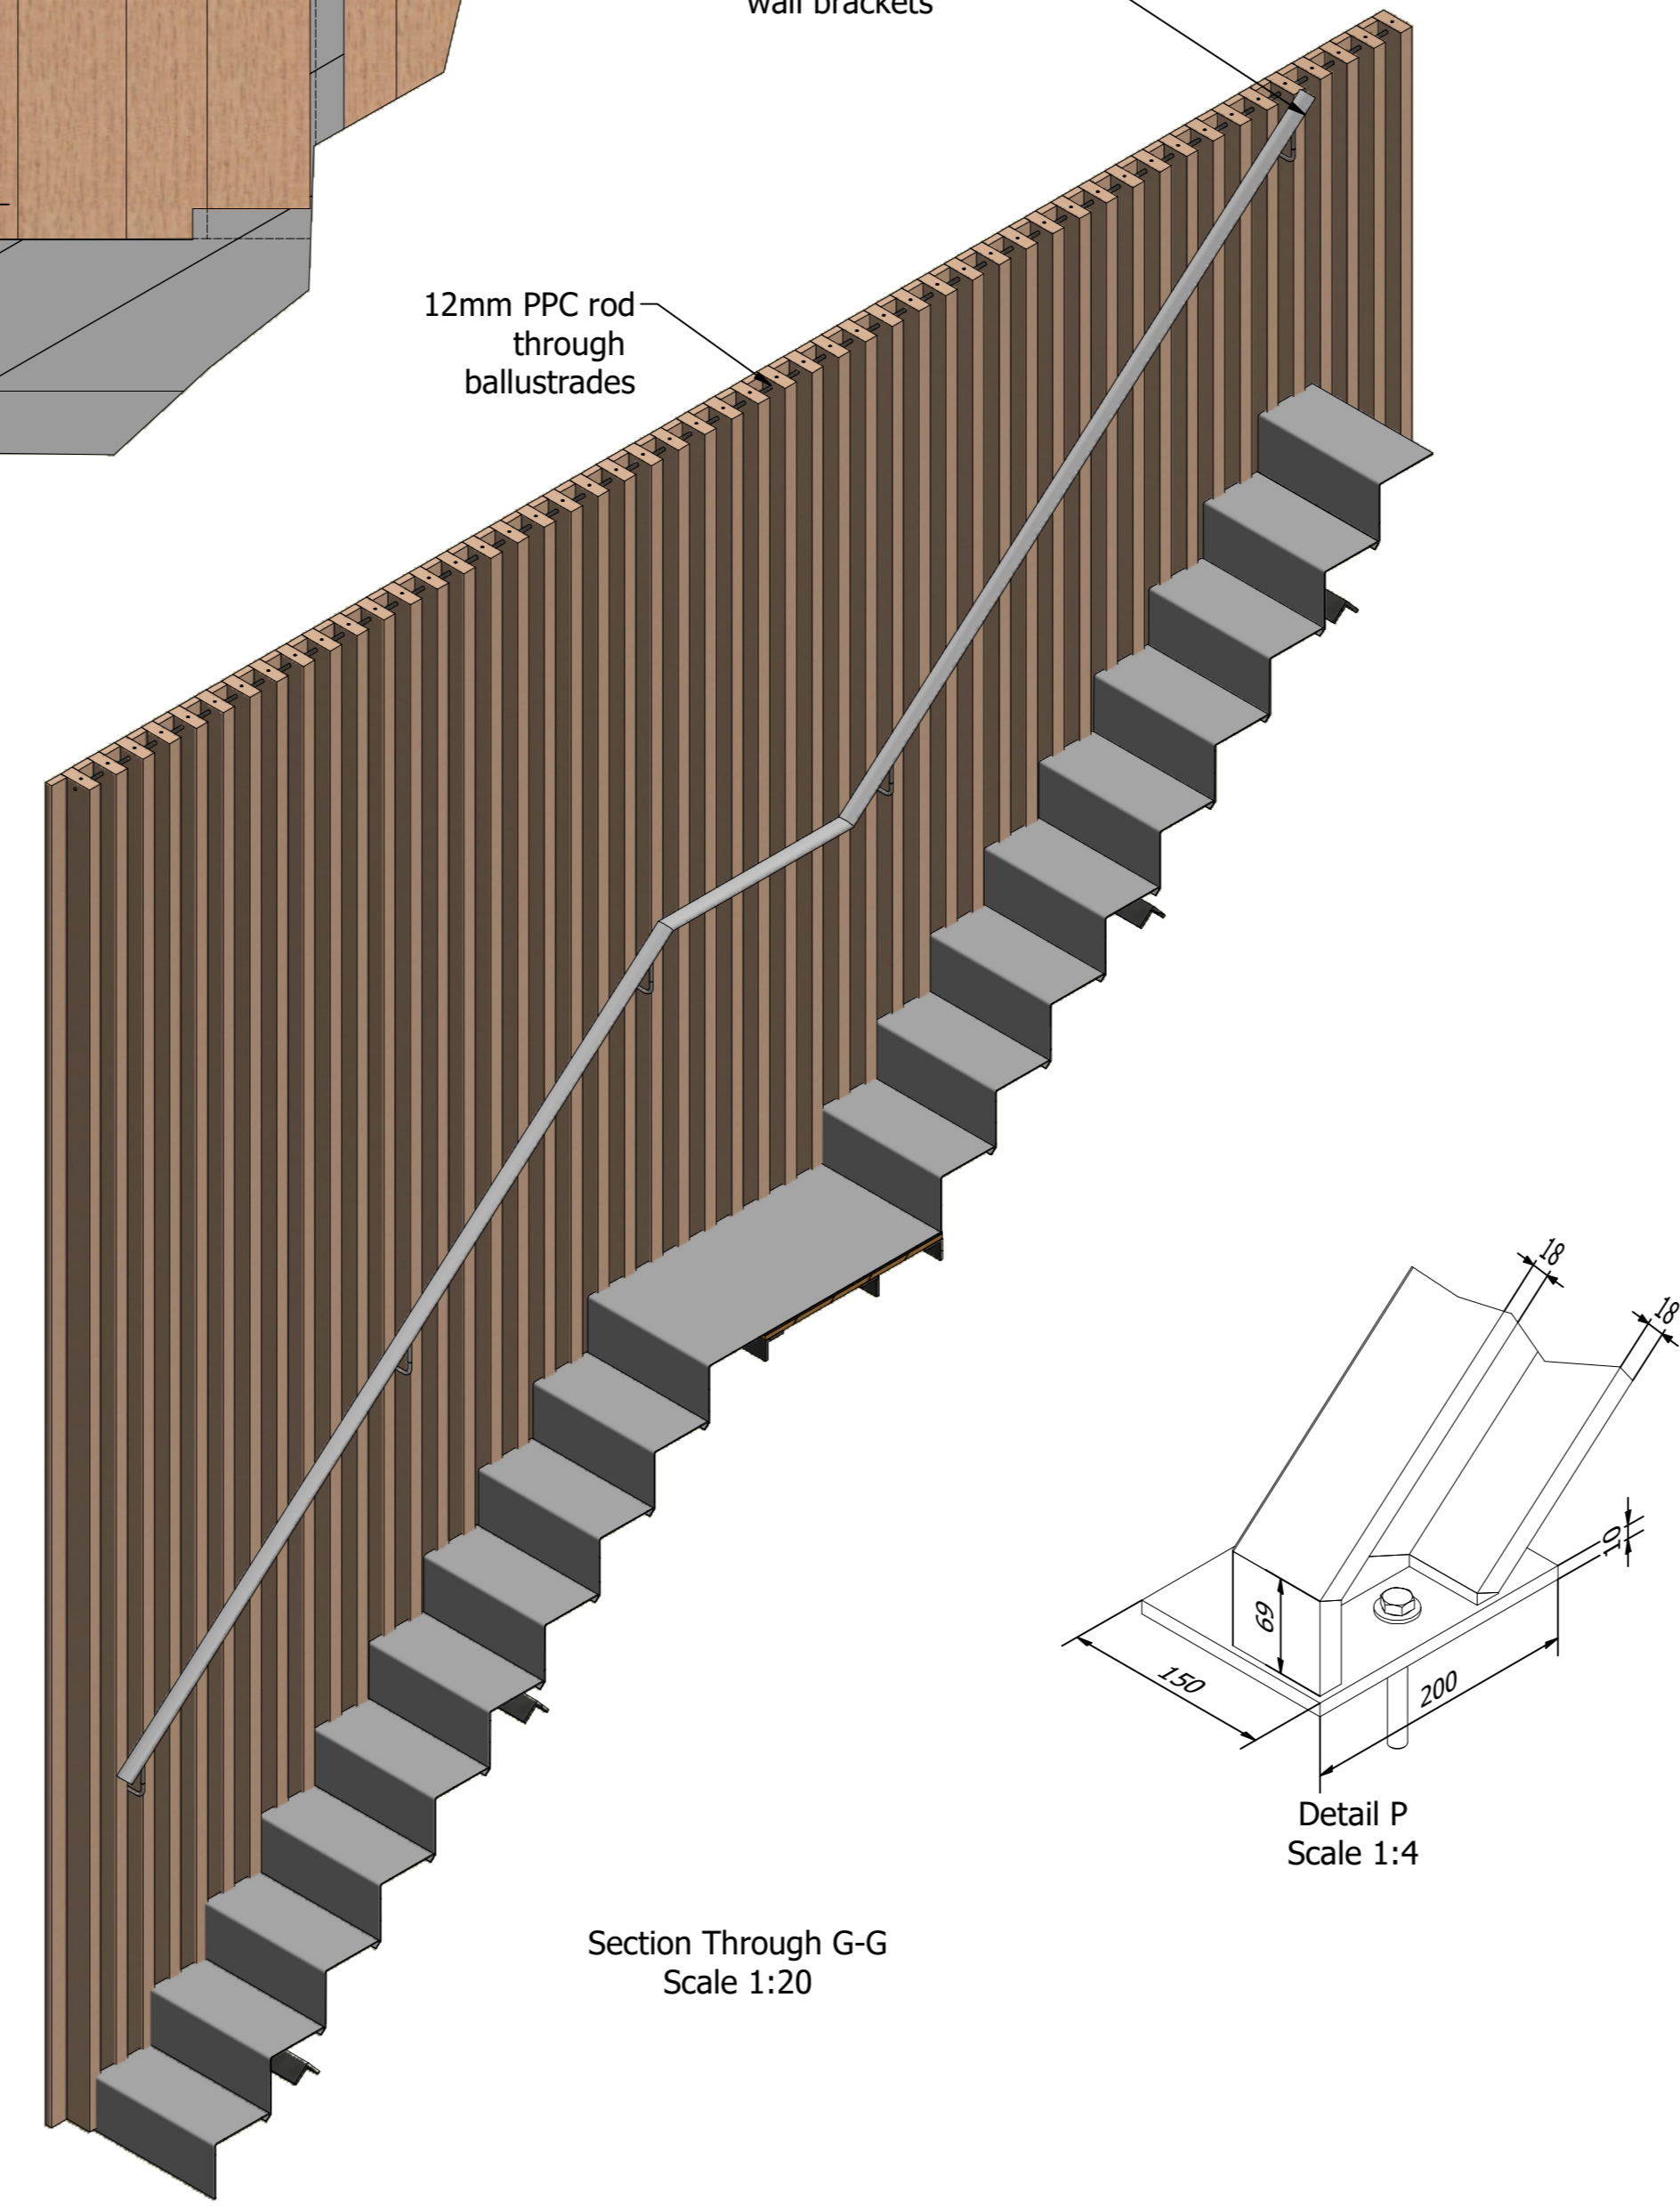 wall brackets
12mm PPC rod
through
ballustrades
18
18
10
69
150
200
Detail P
Scale 1:4
Section Through G-G
Scale 1:20